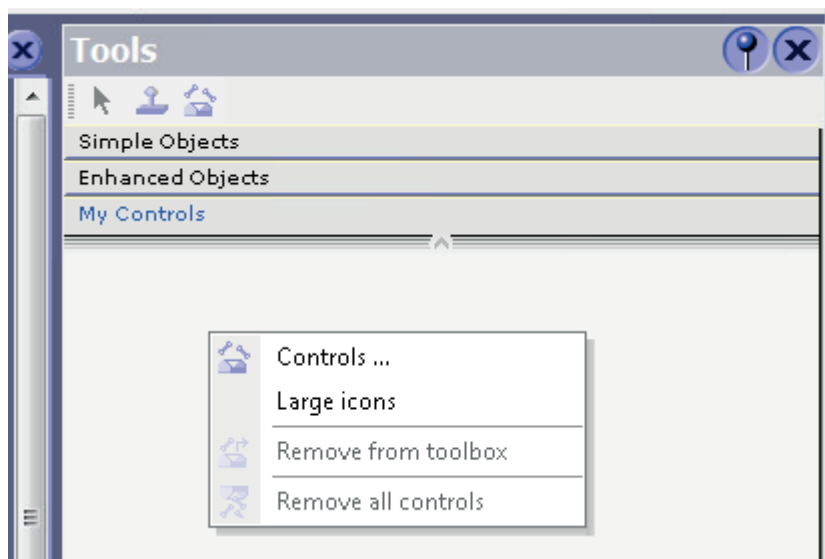 Tools
Simple Objects
Enhanced Objects
My Controls
Controls ...
Large icons
Remove from toolbox
Remove all controls